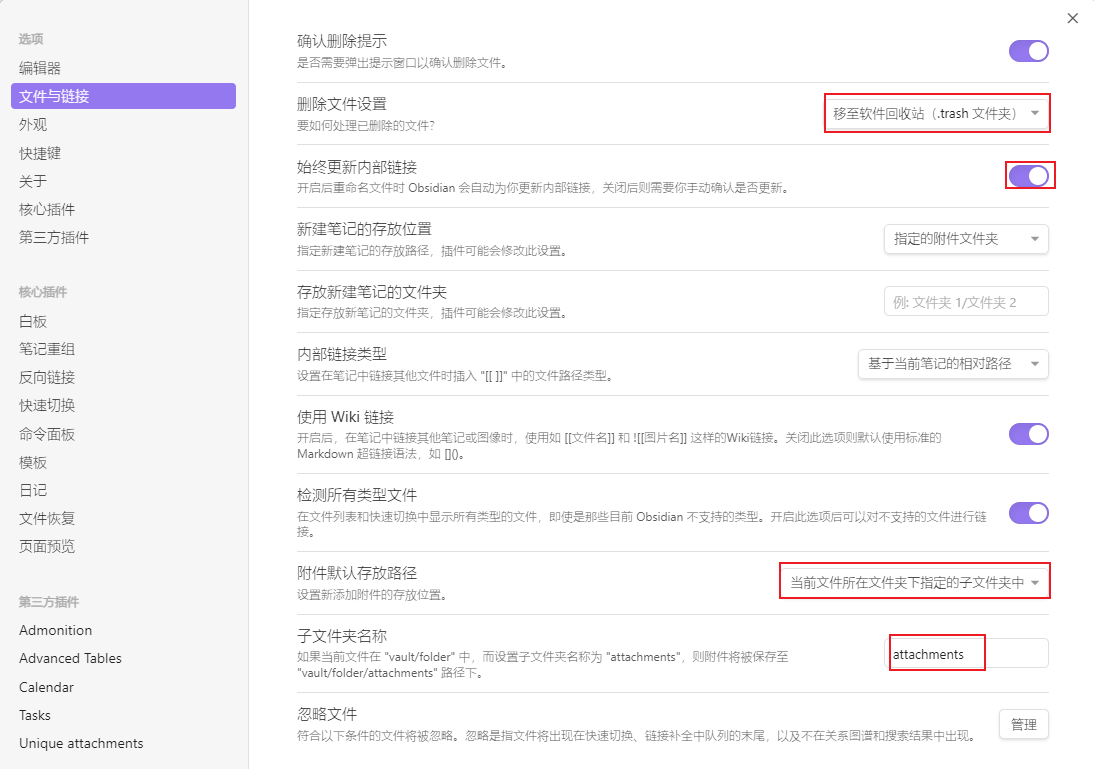 选项
编辑器
文件与链接
外观
快捷键
关于
核心插件
第三方插件
核心插件
白板
笔记重组
反向链接
快速切换
命令面板
模板
日记
文件恢复
页面预览
第三方插件
Admonition
Advanced Tables
Calendar
Tasks
Unique attachments
确认删除提示
是否需要弹出提示窗口以确认删除文件。
删除文件设置
要如何处理已删除的文件?
移至软件回收站（.trash 文件夹）
始终更新内部链接
开启后重命名文件时 Obsidian 会自动为你更新内部链接，关闭后则需要你手动确认是否更新。
新建笔记的存放位置
指定新建笔记的存放路径，插件可能会修改此设置。
指定的附件文件夹
存放新建笔记的文件夹
指定存放新笔记的文件夹，插件可能会修改此设置。
例: 文件夹 1/文件夹 2
内部链接类型
设置在笔记中链接其他文件时插入 "[[ ]]" 中的文件路径类型。
基于当前笔记的相对路径
使用 Wiki 链接
开启后，在笔记中链接其他笔记或图像时，使用如 [[文件名]] 和 ![[图片名]] 这样的Wiki链接。关闭此选项则默认使用标准的
Markdown 超链接语法，如 []()。
检测所有类型文件
在文件列表和快速切换中显示所有类型的文件，即使是那些目前 Obsidian 不支持的类型。开启此选项后可以对不支持的文件进行链
接。
附件默认存放路径
设置新添加附件的存放位置。
当前文件所在文件夹下指定的子文件夹中
子文件夹名称
如果当前文件在 "vault/folder" 中，而设置子文件夹名称为 "attachments"，则附件将被保存至
"vault/folder/attachments" 路径下。
attachments
忽略文件
符合以下条件的文件将被忽略。忽略是指文件将出现在快速切换、链接补全中队列的末尾，以及不在关系图谱和搜索结果中出现。
管理